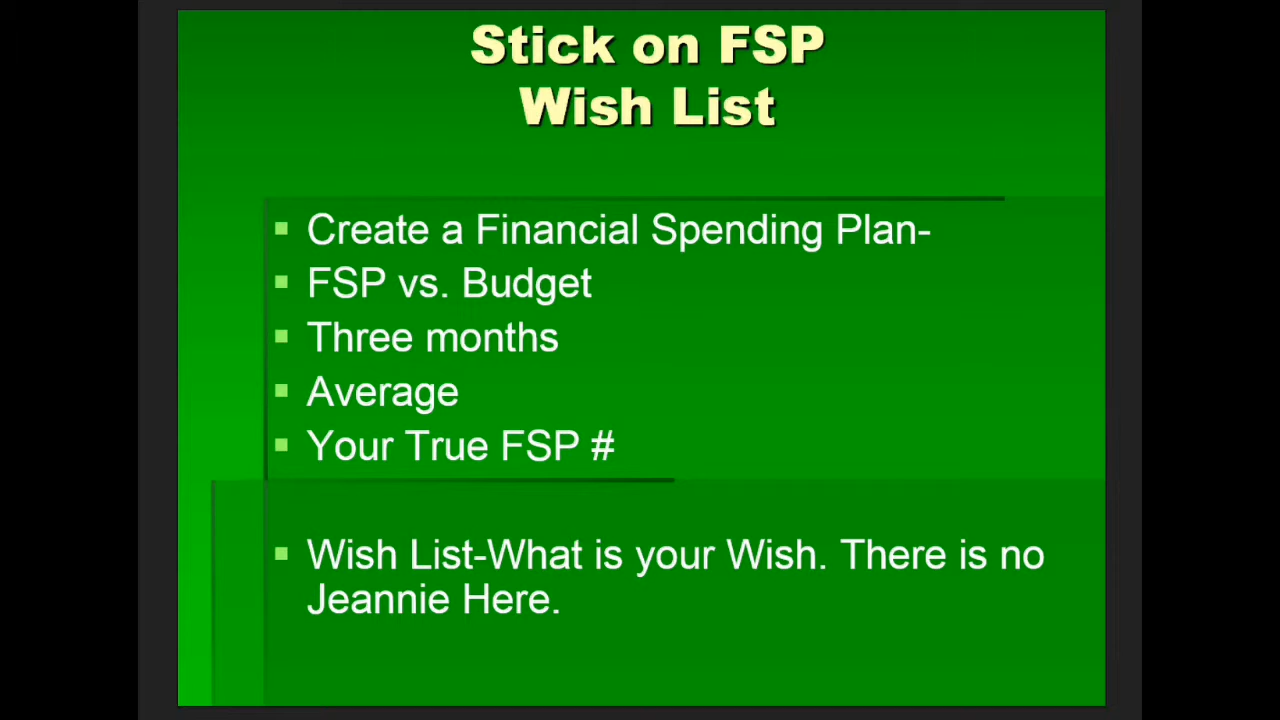 Stick on FSP
Wish List
Create a Financial Spending Plan-
FSP vs. Budget
Three months
Average
Your True FSP #
Wish List-What is your Wish. There is no
Jeannie Here.